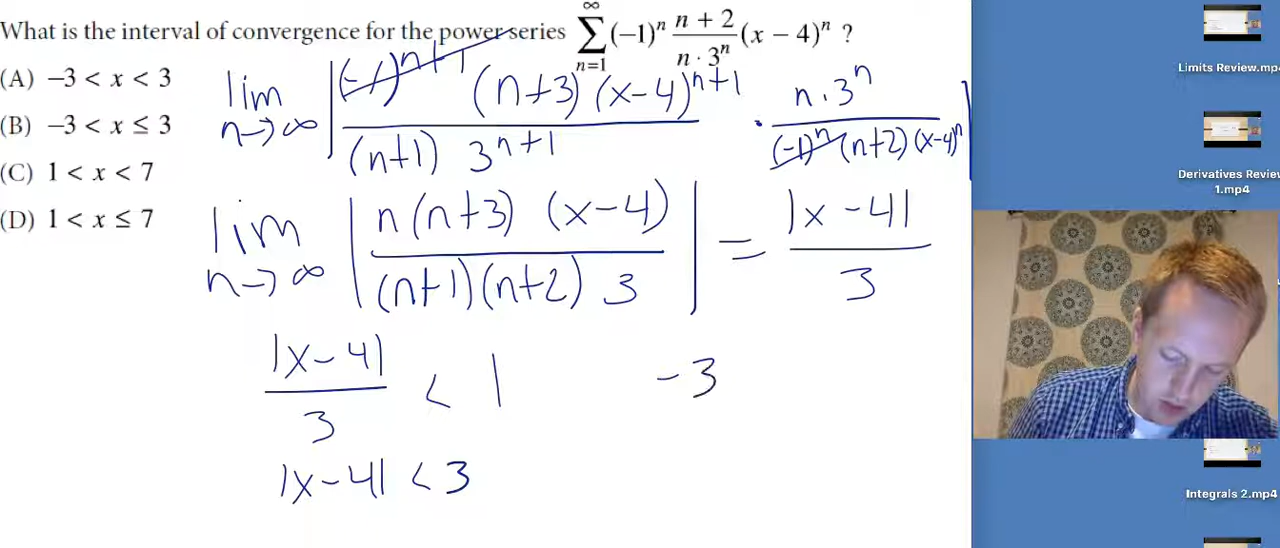 What is the interval of convergence for the power series ∑_{n=1}^{∞} (−1)^n (n + 2)/(n · 3^n) (x − 4)^n ?
(A) −3 < x < 3
(B) −3 < x ≤ 3
(C) 1 < x < 7
(D) 1 < x ≤ 7
lim n→∞ | (-1)^{n+1} (n+3) (x-4)^{n+1} / ((n+1) 3^{n+1}) · n·3^n / ((-1)^n (n+2) (x-4)^n) |
lim n→∞ | n(n+3) (x-4) / ((n+1)(n+2) 3) | = |x-4| / 3
|x-4| / 3 < 1
-3
|x-4| < 3
Limits Review.mp4
Derivatives Review
1.mp4
Integrals 2.mp4